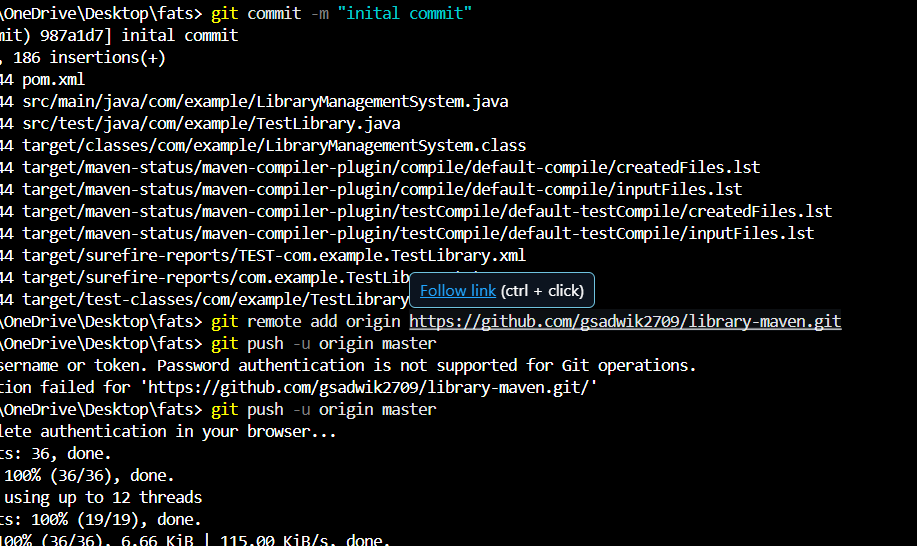 \OneDrive\Desktop\fats> git commit -m "inital commit"
mit) 987a1d7] inital commit
, 186 insertions(+)
44 pom.xml
44 src/main/java/com/example/LibraryManagementSystem.java
44 src/test/java/com/example/TestLibrary.java
44 target/classes/com/example/LibraryManagementSystem.class
44 target/maven-status/maven-compiler-plugin/compile/default-compile/createdFiles.lst
44 target/maven-status/maven-compiler-plugin/compile/default-compile/inputFiles.lst
44 target/maven-status/maven-compiler-plugin/testCompile/default-testCompile/createdFiles.lst
44 target/maven-status/maven-compiler-plugin/testCompile/default-testCompile/inputFiles.lst
44 target/surefire-reports/TEST-com.example.TestLibrary.xml
44 target/surefire-reports/com.example.TestLib
44 target/test-classes/com/example/TestLibrary
Follow link (ctrl + click)
\OneDrive\Desktop\fats> git remote add origin https://github.com/gsadwik2709/library-maven.git
\OneDrive\Desktop\fats> git push -u origin master
sername or token. Password authentication is not supported for Git operations.
tion failed for 'https://github.com/gsadwik2709/library-maven.git/'
\OneDrive\Desktop\fats> git push -u origin master
lete authentication in your browser...
ts: 36, done.
100% (36/36), done.
using up to 12 threads
ts: 100% (19/19), done.
100% (36/36), 6.66 KiB | 115.00 KiB/s, done.